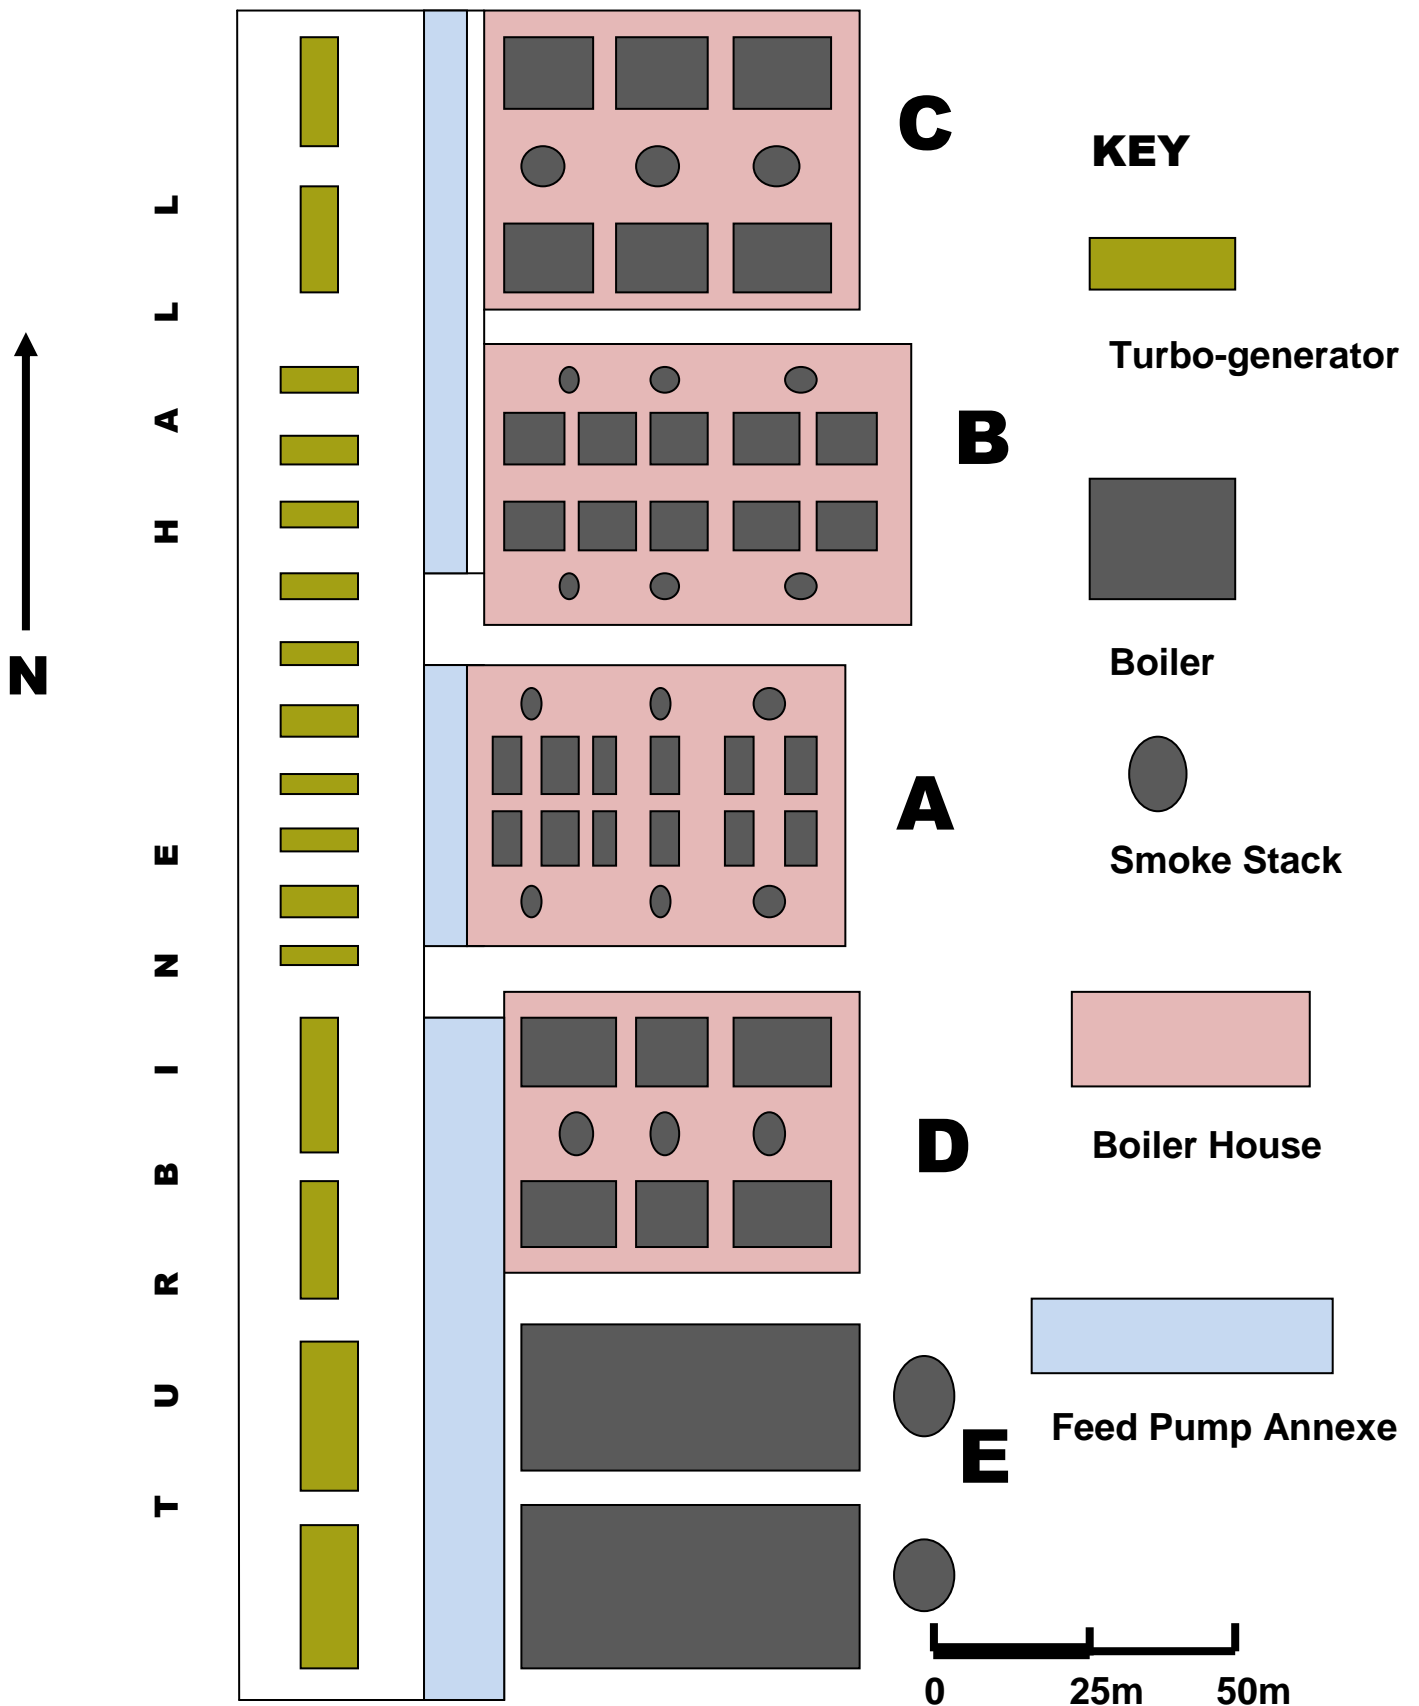 C
KEY
Turbo-generator
B
N
Boiler
A
Smoke Stack
D
Boiler House
Feed Pump Annexe
E
0 25m 50m
TURBINE HALL